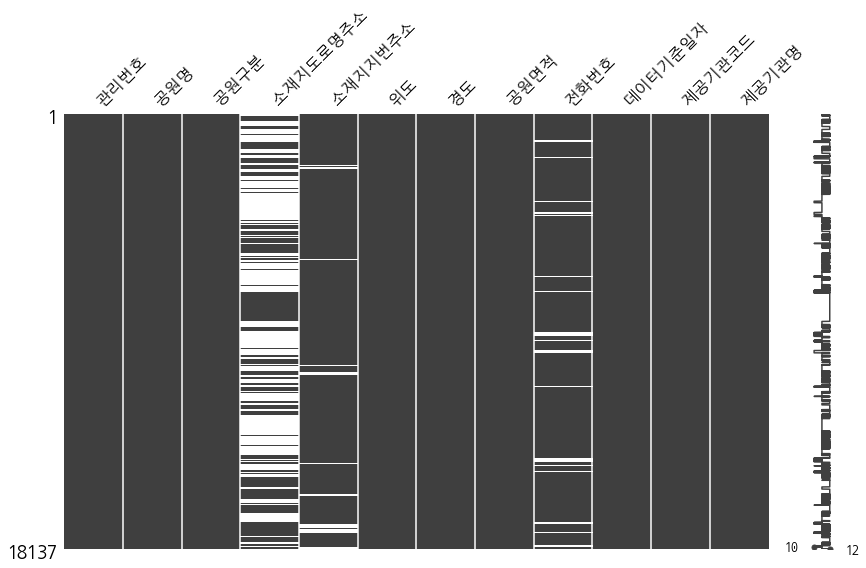 관리번호
공원명
공원구분
소재지도로명주소
소재지지번주소
위도
경도
공원면적
전화번호
데이터기준일자
제공기관코드
제공기관명
1
18137
10
12